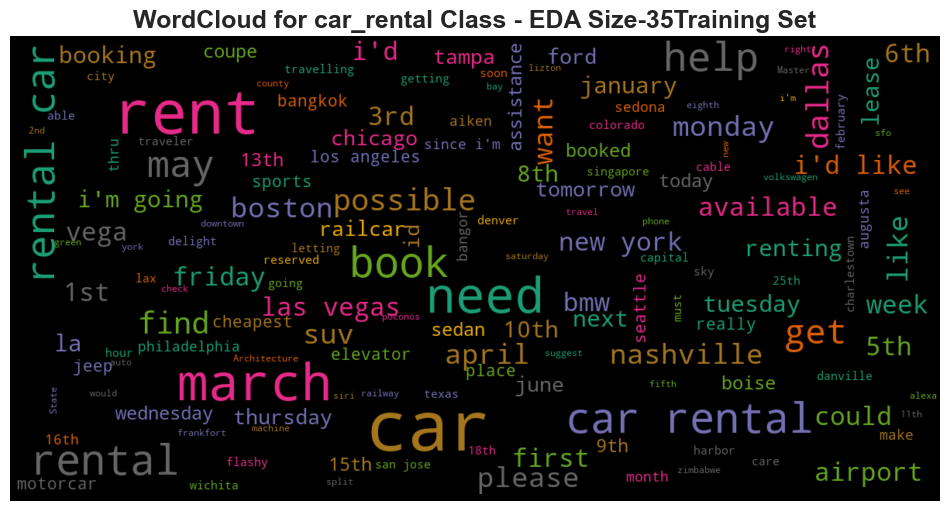 WordCloud for car_rental Class - EDA Size-35Training Set
booking
coupe
i'd
tampa
ford
help
right
6th
city
travelling
getting
soon
bay
lizton
january
Master
dallas
lease
rental car
rent
county
bangkok
3rd
aiken
assistance
want
sedona
eighth
i'm
february
able
2nd
thru
traveler
may
13th
chicago
los angeles
since i'm
colorado
monday
booked
new
cable
sfo
i'd like
sports
8th
tomorrow
singapore
today
volkswagen
see
i'm going
boston
possible
travel
available
augusta
like
vega
downtown
railcar
id
bangor
denver
new york
phone
renting
green
york
delight
letting
reserved
book
saturday
capital
sky
charlestown
1st
lax
check
friday
going
need
bmw
seattle
must
25th
tuesday
week
las vegas
poconos
find
cheapest
suv
sedan
10th
next
really
get
5th
la
hour
philadelphia
auto
jeep
Architecture
elevator
april
place
suggest
nashville
boise
danville
State
would
march
siri
railway
texas
june
fifth
alexa
wednesday
thursday
car
car rental
could
11th
frankfort
machine
16th
rental
flashy
15th
san jose
18th
first
9th
harbor
care
make
motorcar
wichita
split
please
month
zimbabwe
airport